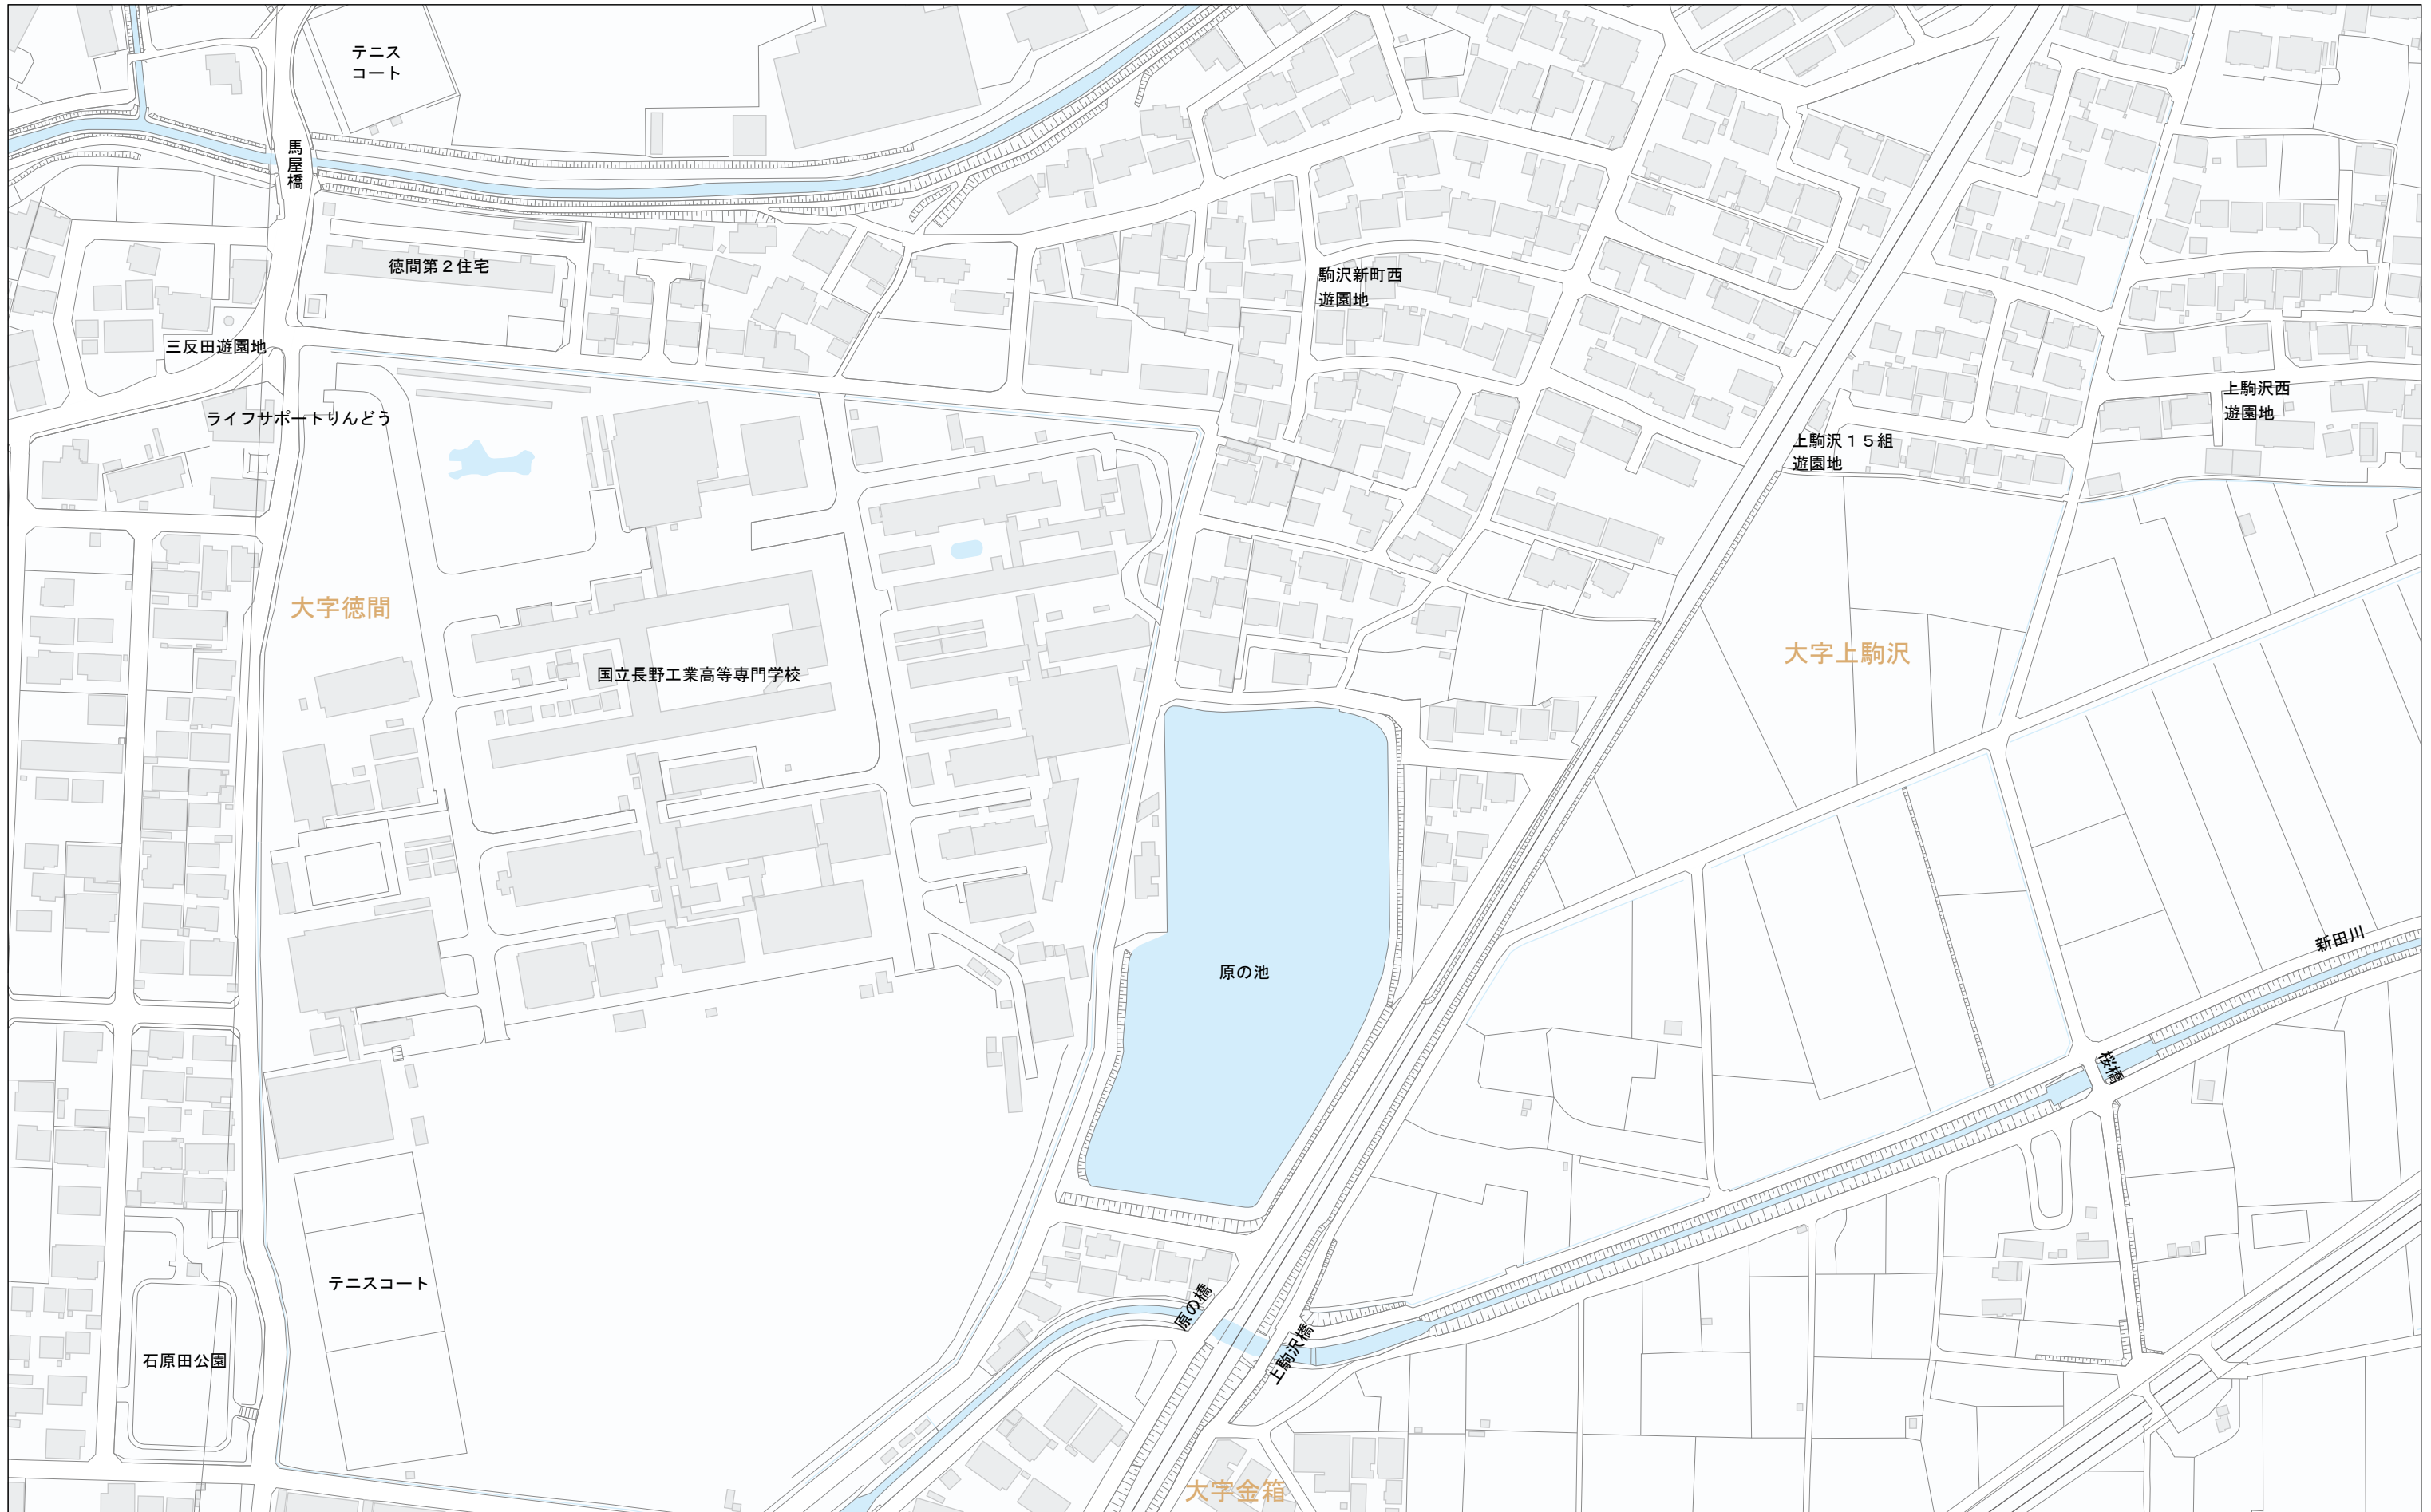 テニス
コート
馬屋橋
徳間第２住宅
駒沢新町西
遊園地
三反田遊園地
ライフサポートりんどう
上駒沢西
遊園地
上駒沢１５組
遊園地
大字徳間
大字上駒沢
国立長野工業高等専門学校
新田川
原の池
桜橋
テニスコート
原の橋
上駒沢橋
石原田公園
大字金箱